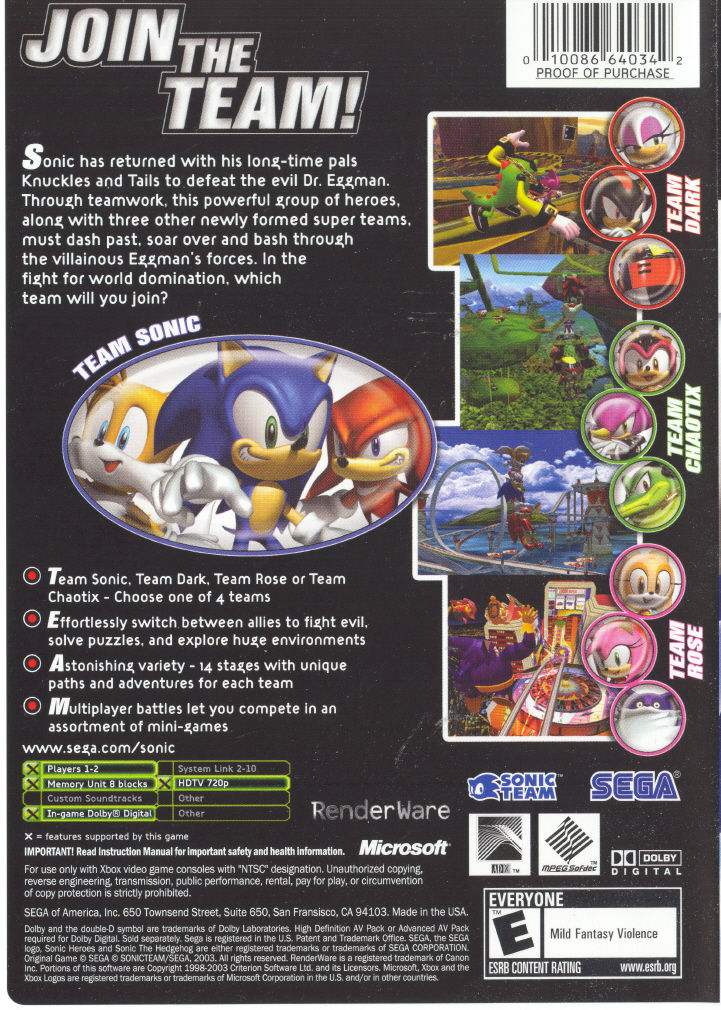 JOIN THE TEAM!
0 10086 64034 2
PROOF OF PURCHASE
Sonic has returned with his long-time pals
Knuckles and Tails to defeat the evil Dr. Eggman.
Through teamwork, this powerful group of heroes,
along with three other newly formed super teams,
must dash past, soar over and bash through
the villainous Eggman's forces. In the
fight for world domination, which
team will you join?
TEAM DARK
TEAM SONIC
TEAM CHAOTIX
TEAM ROSE
Team Sonic, Team Dark, Team Rose or Team
Chaotix - Choose one of 4 teams
Effortlessly switch between allies to fight evil,
solve puzzles, and explore huge environments
Astonishing variety - 14 stages with unique
paths and adventures for each team
Multiplayer battles let you compete in an
assortment of mini-games
www.sega.com/sonic
X Players 1-2
System Link 2-10
X Memory Unit 8 blocks
X HDTV 720p
Custom Soundtracks
Other
X In-game Dolby® Digital
Other
X = features supported by this game
RenderWare
SONIC TEAM™
SEGA®
IMPORTANT! Read Instruction Manual for important safety and health information.
Microsoft®
For use only with Xbox video game consoles with "NTSC" designation. Unauthorized copying,
reverse engineering, transmission, public performance, rental, pay for play, or circumvention
of copy protection is strictly prohibited.
ADX ™
MPEG Sofdec ™
DOLBY
DIGITAL
SEGA of America, Inc. 650 Townsend Street, Suite 650, San Fransisco, CA 94103. Made in the USA.
Dolby and the double-D symbol are trademarks of Dolby Laboratories. High Definition AV Pack or Advanced AV Pack
required for Dolby Digital. Sold separately. Sega is registered in the U.S. Patent and Trademark Office. SEGA, the SEGA
logo, Sonic Heroes and Sonic The Hedgehog are either registered trademarks or trademarks of SEGA CORPORATION.
Original Game © SEGA © SONICTEAM/SEGA, 2003. All rights reserved. RenderWare is a registered trademark of Canon
Inc. Portions of this software are Copyright 1998-2003 Criterion Software Ltd. and its Licensors. Microsoft, Xbox and the
Xbox Logos are registered trademarks or trademarks of Microsoft Corporation in the U.S. and/or in other countries.
EVERYONE
™
E
Mild Fantasy Violence
ESRB CONTENT RATING www.esrb.org